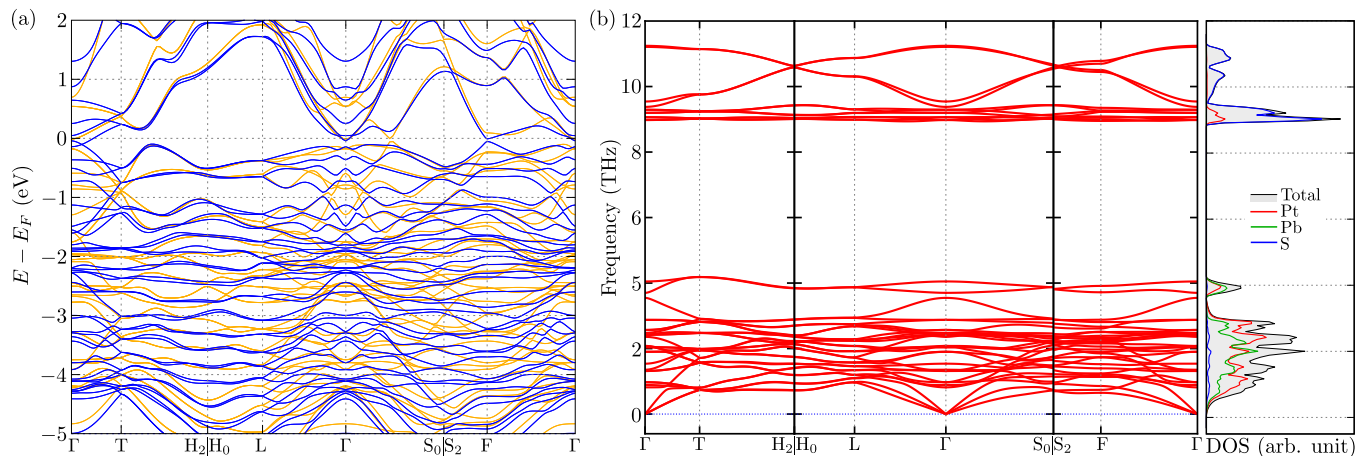 (a)
2
1
0
−1
−2
−3
−4
−5
E − E_F (eV)
Γ T H₂|H₀ L Γ S₀|S₂ F Γ
(b)
12
10
8
6
5
2
0
Frequency (THz)
Γ T H₂|H₀ L Γ S₀|S₂ F Γ
Total
Pt
Pb
S
DOS (arb. unit)